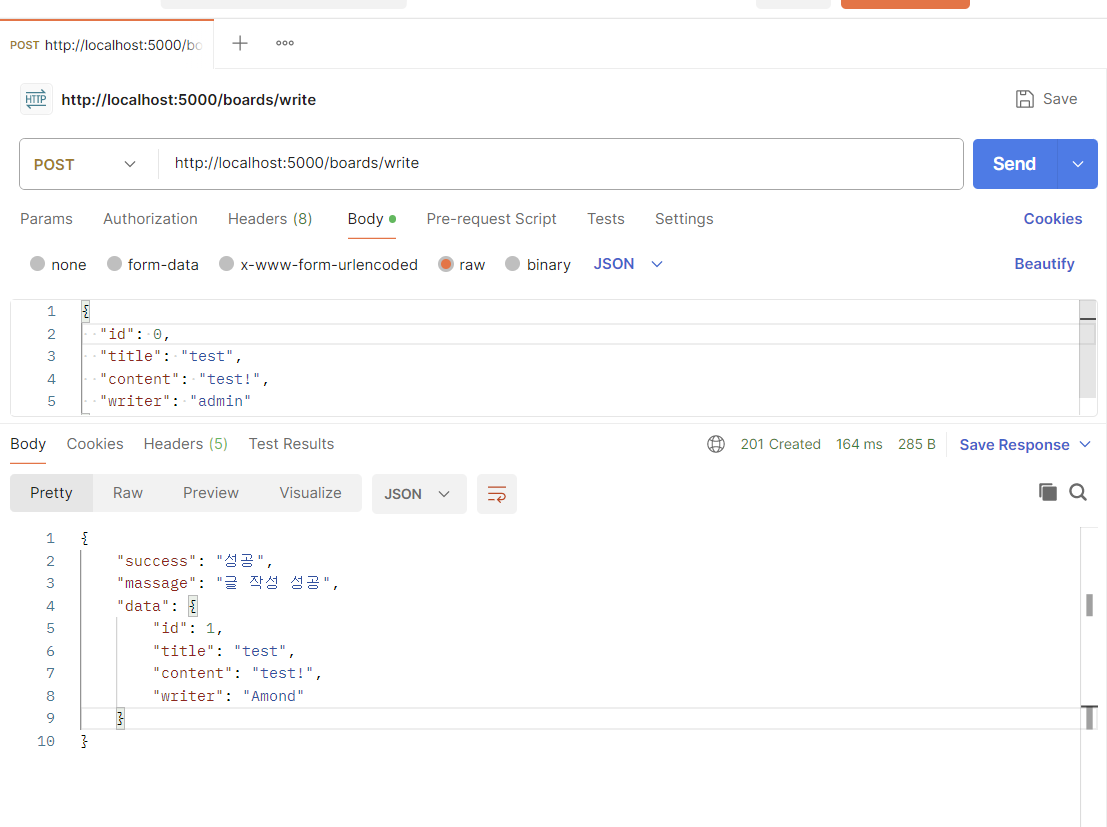 POST http://localhost:5000/bo
HTTP http://localhost:5000/boards/write
Save
POST http://localhost:5000/boards/write
Send
Params Authorization Headers (8) Body Pre-request Script Tests Settings Cookies
none form-data x-www-form-urlencoded raw binary JSON Beautify
1 {
2 "id": 0,
3 "title": "test",
4 "content": "test!",
5 "writer": "admin"
Body Cookies Headers (5) Test Results 201 Created 164 ms 285 B Save Response
Pretty Raw Preview Visualize JSON
1 {
2 "success": "성공",
3 "massage": "글 작성 성공",
4 "data": {
5 "id": 1,
6 "title": "test",
7 "content": "test!",
8 "writer": "Amond"
9 }
10 }